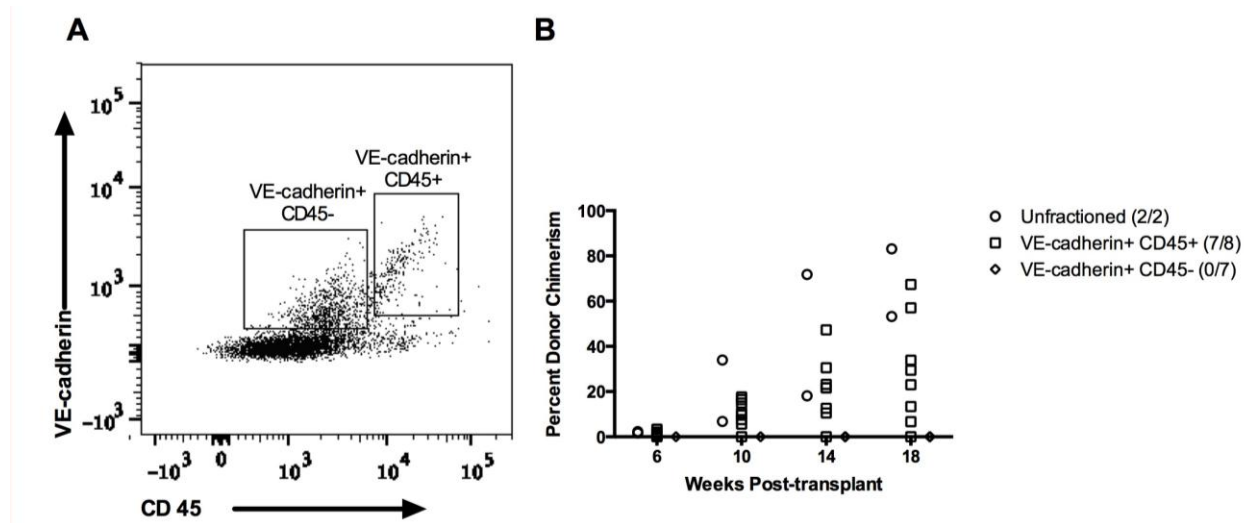 A
B
VE-cadherin
10^5
10^4
10^3
-10^3
VE-cadherin+
CD45-
VE-cadherin+
CD45+
-10^3
0
10^3
10^4
10^5
CD 45
Percent Donor Chimerism
100
80
60
40
20
0
6
10
14
18
Weeks Post-transplant
Unfractioned (2/2)
VE-cadherin+ CD45+ (7/8)
VE-cadherin+ CD45- (0/7)